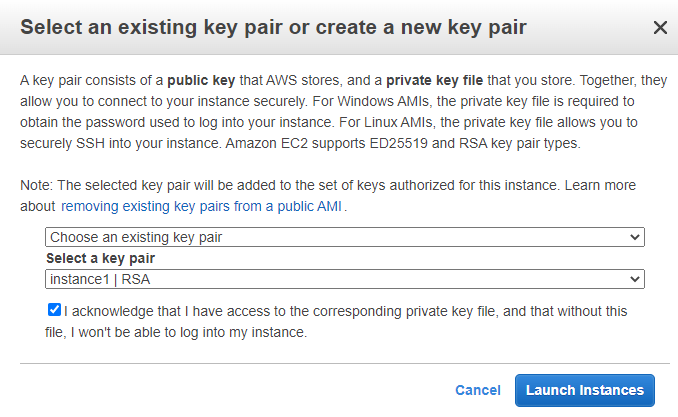 Select an existing key pair or create a new key pair
A key pair consists of a public key that AWS stores, and a private key file that you store. Together, they
allow you to connect to your instance securely. For Windows AMIs, the private key file is required to
obtain the password used to log into your instance. For Linux AMIs, the private key file allows you to
securely SSH into your instance. Amazon EC2 supports ED25519 and RSA key pair types.
Note: The selected key pair will be added to the set of keys authorized for this instance. Learn more
about removing existing key pairs from a public AMI .
Choose an existing key pair
Select a key pair
instance1 | RSA
I acknowledge that I have access to the corresponding private key file, and that without this
file, I won't be able to log into my instance.
Cancel Launch Instances